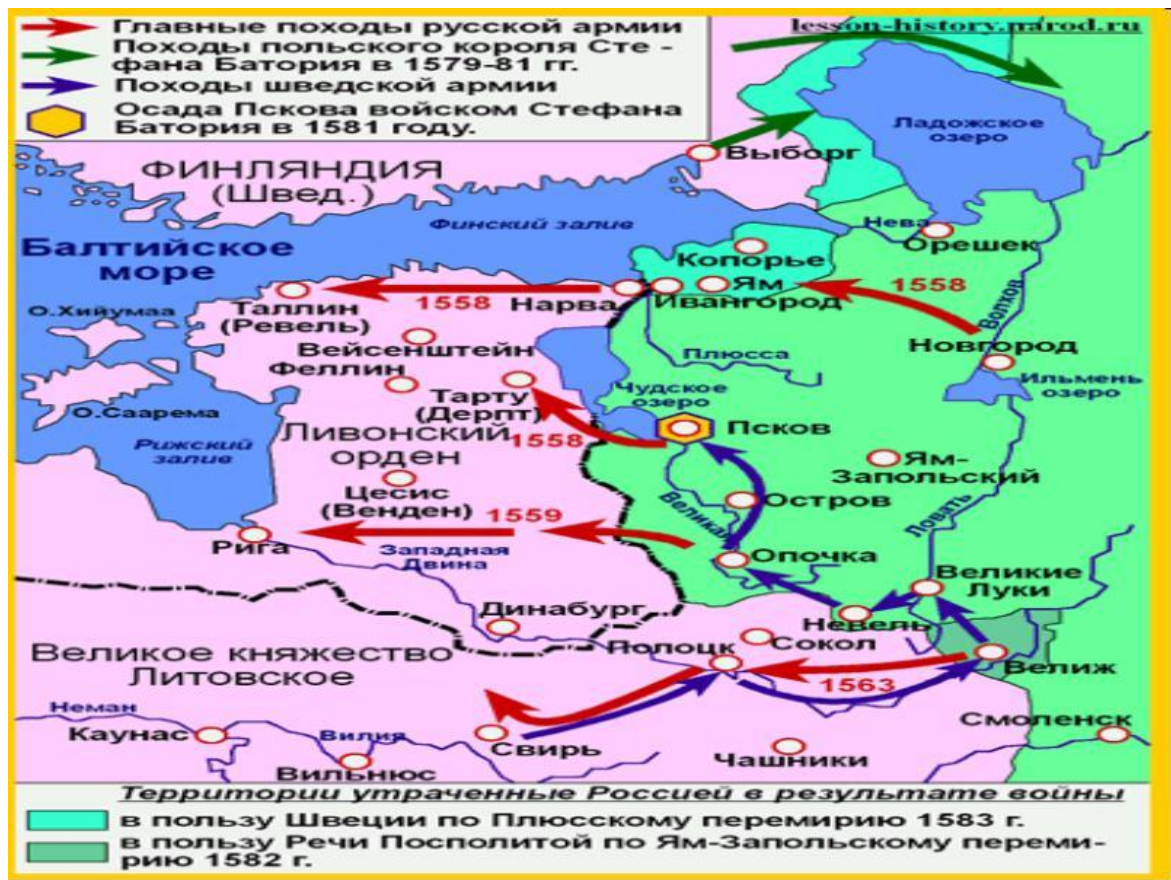 Главные походы русской армии
lesson-history.narod.ru
Походы польского короля Сте -
фана Батория в 1579-81 гг.
Походы шведской армии
Осада Пскова войском Стефана
Батория в 1581 году.
Ладожское
озеро
Выборг
ФИНЛЯНДИЯ
(Швед.)
Финский залив
Нева
Орешек
Балтийское
море
Копорье
Ям
Ивангород
Нарва
1558
1558
Волхов
Таллин
(Ревель)
О.Хийумаа
Вейсенштейн
Плюсса
Новгород
Феллин
Ильмень
озеро
Чудское
озеро
Тарту
(Дерпт)
О.Саарема
1558
Псков
Рижский
залив
Ливонский
орден
Ям-
Запольский
Цесис
(Венден)
Остров
1559
Великая
Ловать
Рига
Западная
Двина
Опочка
Великие
Луки
Динабург
Невель
Сокол
Полоцк
Великое княжество
Литовское
Велиж
1563
Неман
Каунас
Вилия
Свирь
Смоленск
Чашники
Вильнюс
Территории утраченные Россией в результате войны
в пользу Швеции по Плюсскому перемирию 1583 г.
в пользу Речи Посполитой по Ям-Запольскому переми-
рию 1582 г.